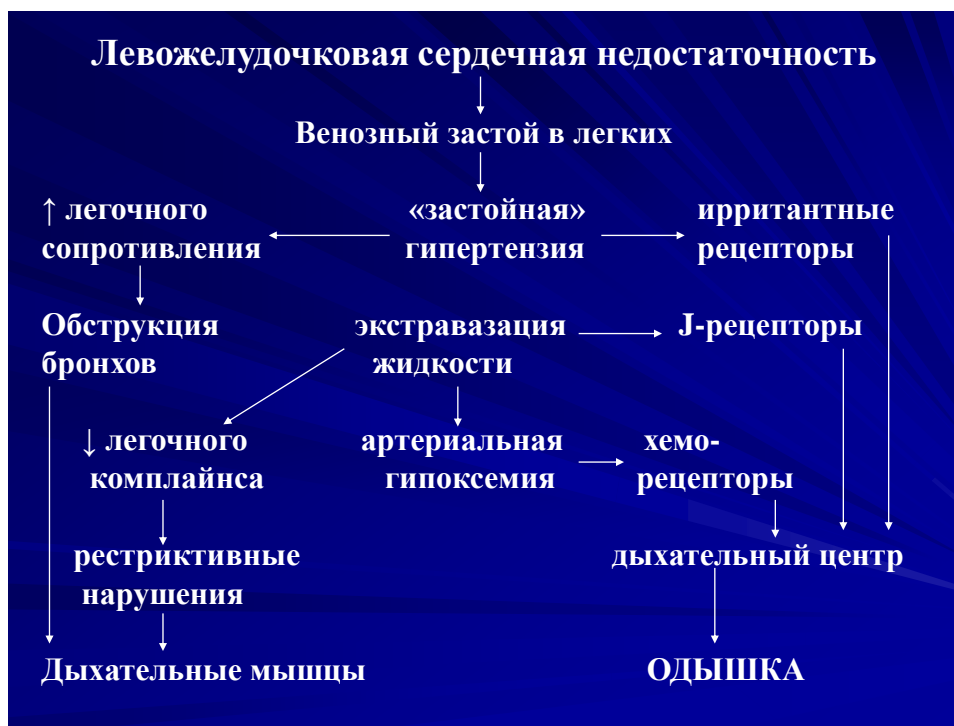 Левожелудочковая сердечная недостаточность
Венозный застой в легких
↑ легочного
сопротивления
«застойная»
гипертензия
ирритантные
рецепторы
Обструкция
бронхов
экстравазация
жидкости
J-рецепторы
↓ легочного
комплайнса
артериальная
гипоксемия
хемо-
рецепторы
рестриктивные
нарушения
дыхательный центр
Дыхательные мышцы
ОДЫШКА